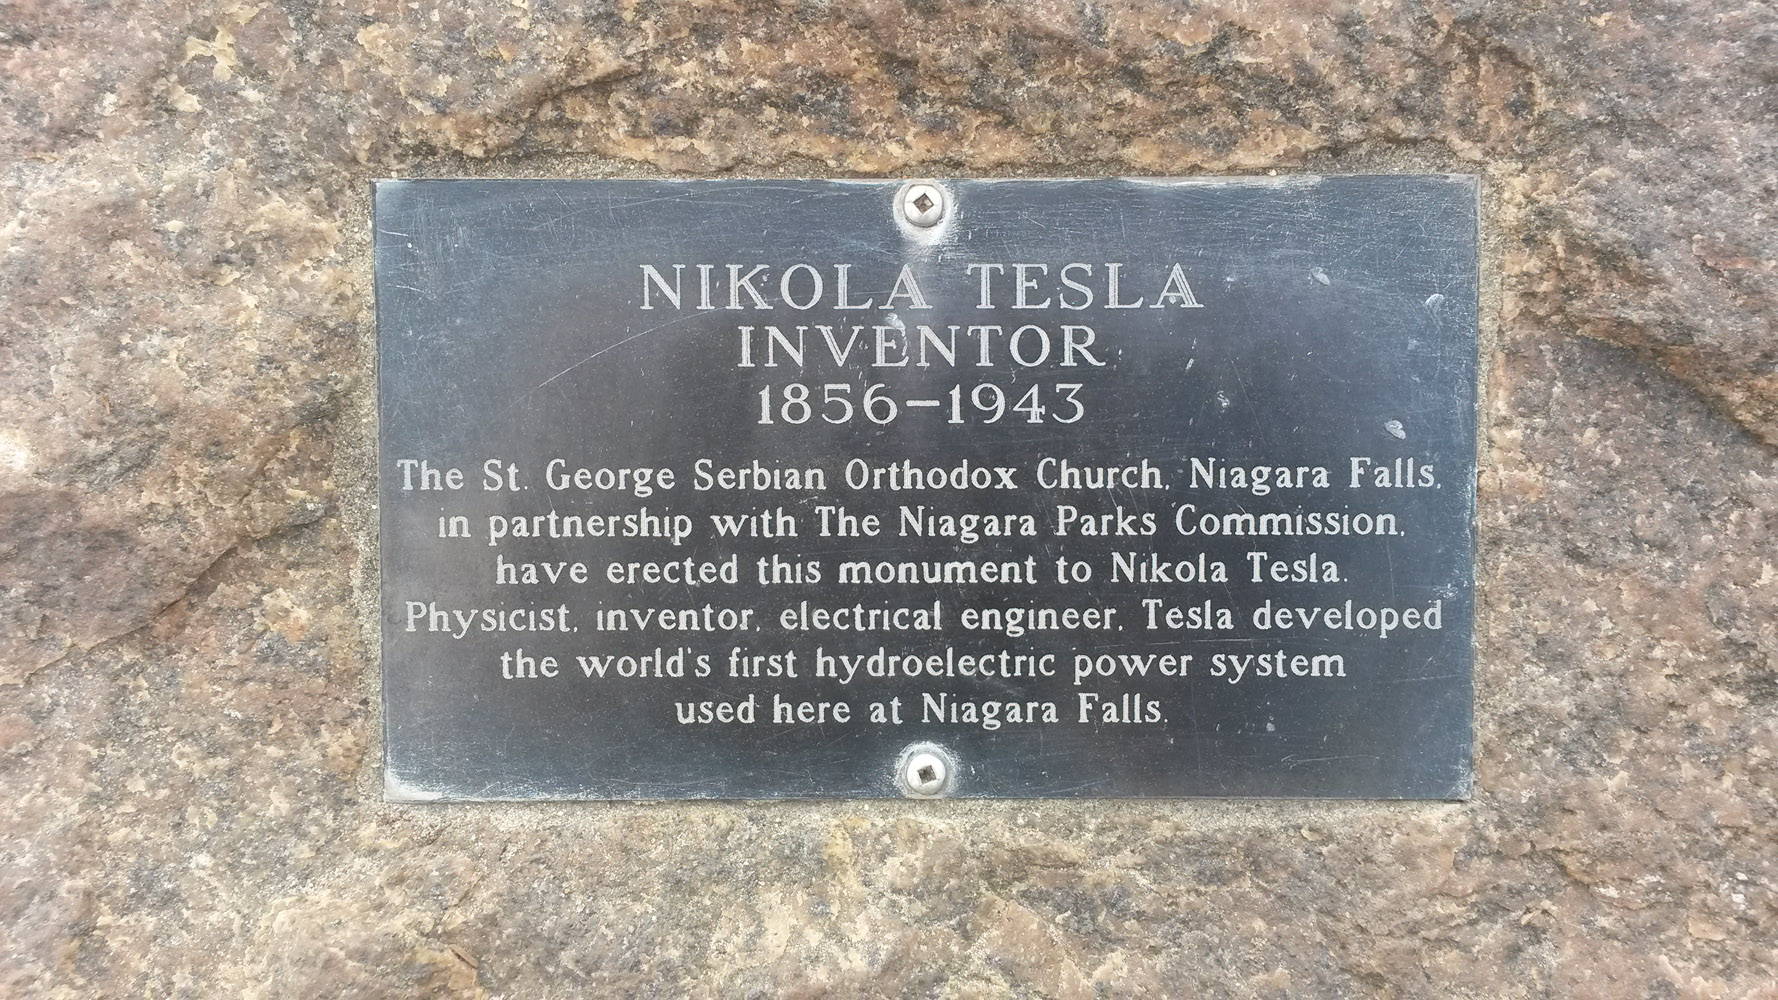 NIKOLA TESLA
INVENTOR
1856–1943
The St. George Serbian Orthodox Church, Niagara Falls,
in partnership with The Niagara Parks Commission,
have erected this monument to Nikola Tesla.
Physicist, inventor, electrical engineer, Tesla developed
the world's first hydroelectric power system
used here at Niagara Falls.